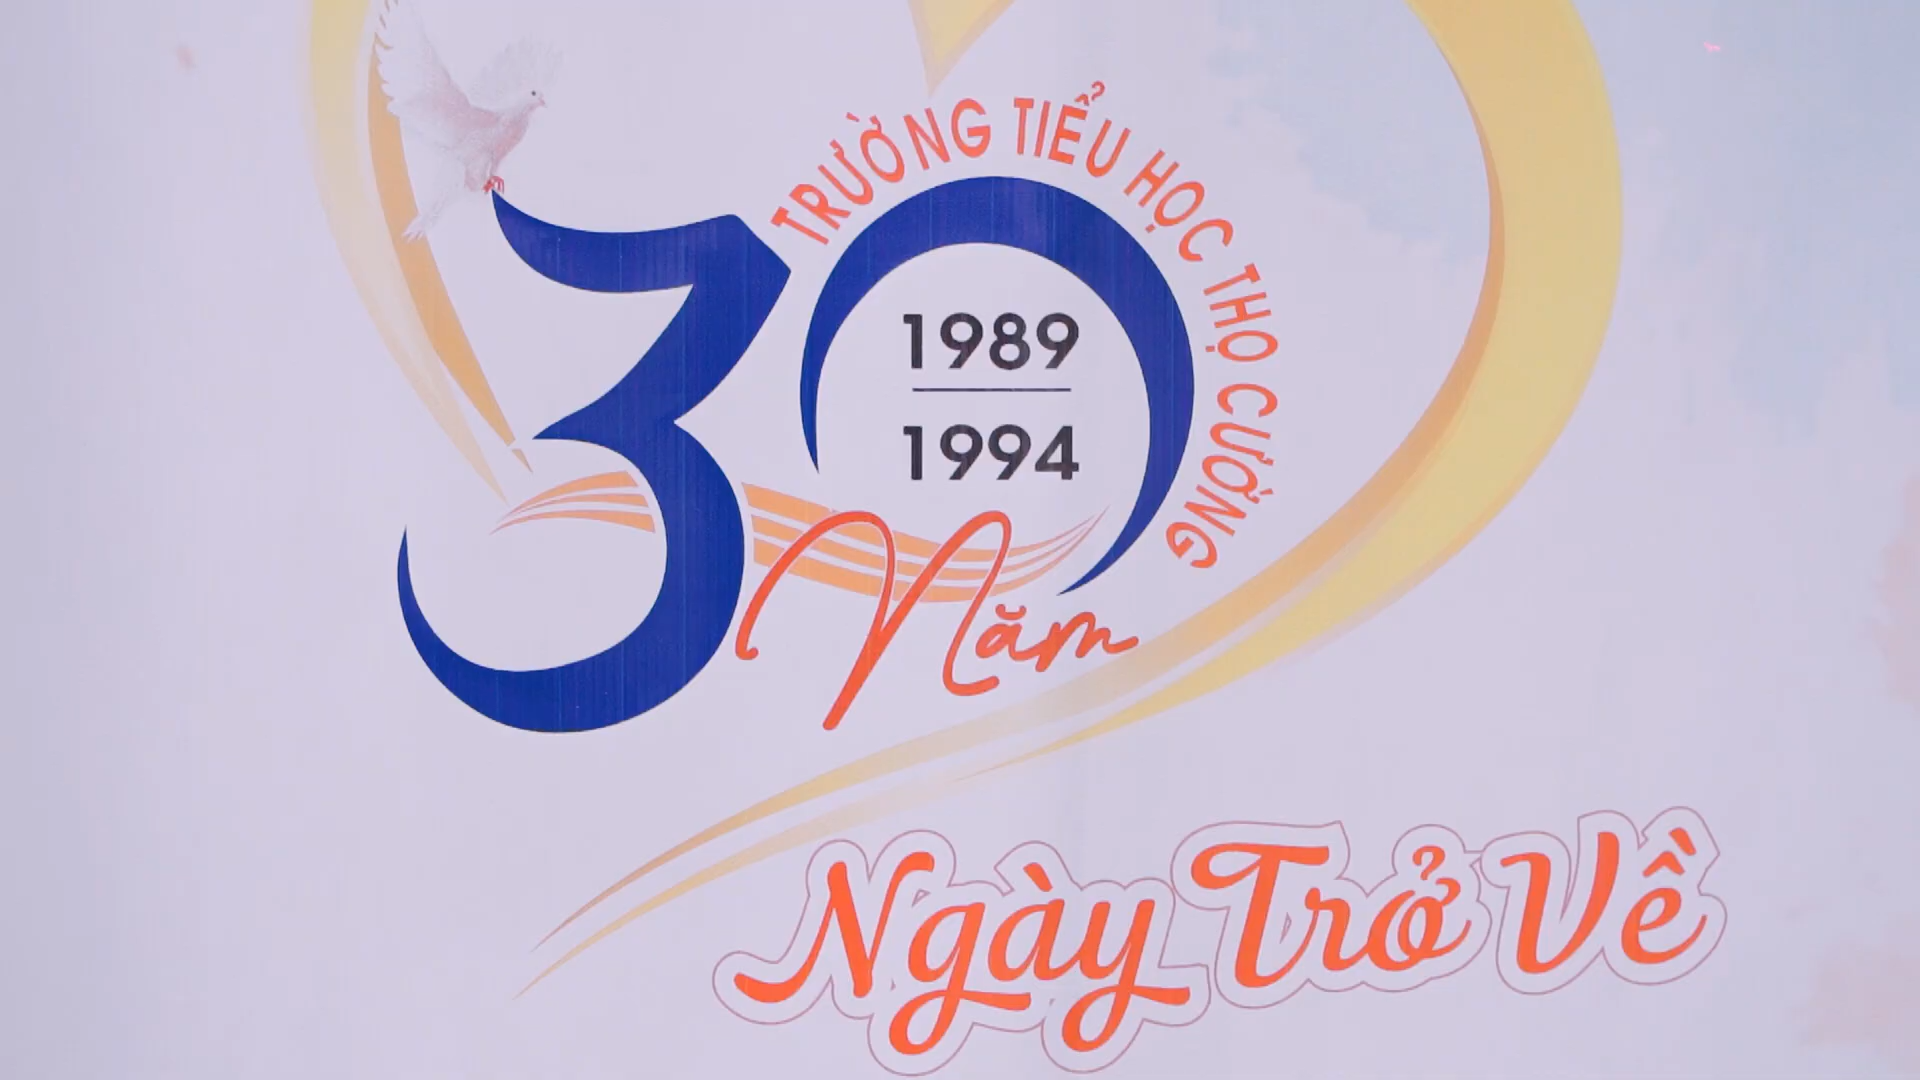 TRƯỜNG TIỂU HỌC THỌ CƯỜNG
30
1989
1994
Năm
Ngày Trở Về